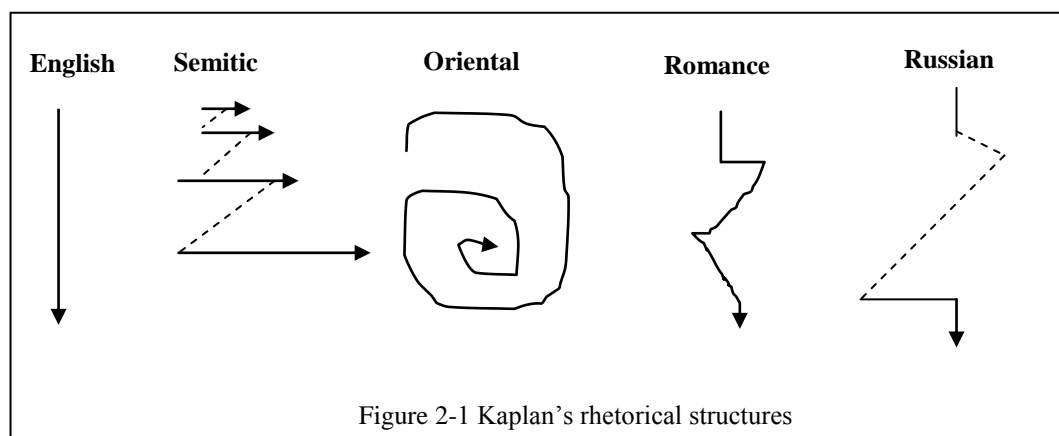 English Semitic Oriental Romance Russian
Figure 2-1 Kaplan’s rhetorical structures